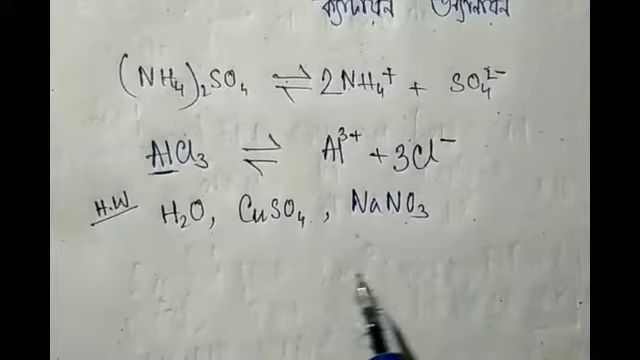 ক্যাটায়ন অ্যানায়ন
(NH₄)₂SO₄ ⇌ 2NH₄⁺ + SO₄²⁻
AlCl₃ ⇌ Al³⁺ + 3Cl⁻
H.W H₂O, CuSO₄, NaNO₃